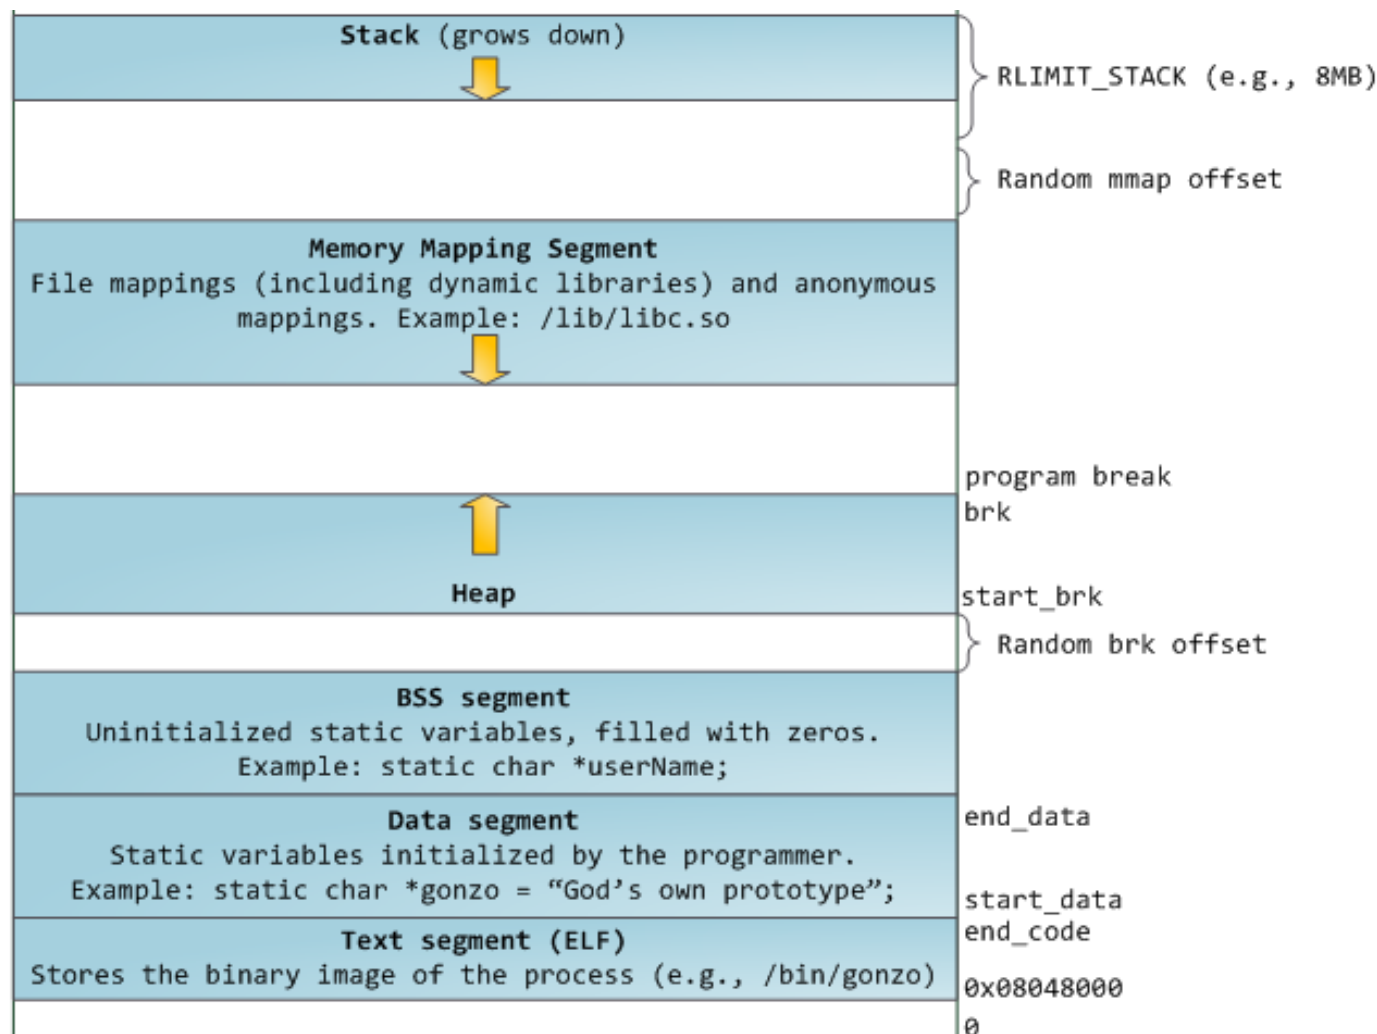 Stack (grows down)
RLIMIT_STACK (e.g., 8MB)
Random mmap offset
Memory Mapping Segment
File mappings (including dynamic libraries) and anonymous
mappings. Example: /lib/libc.so
program break
brk
Heap
start_brk
Random brk offset
BSS segment
Uninitialized static variables, filled with zeros.
Example: static char *userName;
Data segment
end_data
Static variables initialized by the programmer.
Example: static char *gonzo = “God’s own prototype”;
start_data
end_code
Text segment (ELF)
Stores the binary image of the process (e.g., /bin/gonzo)
0x08048000
0